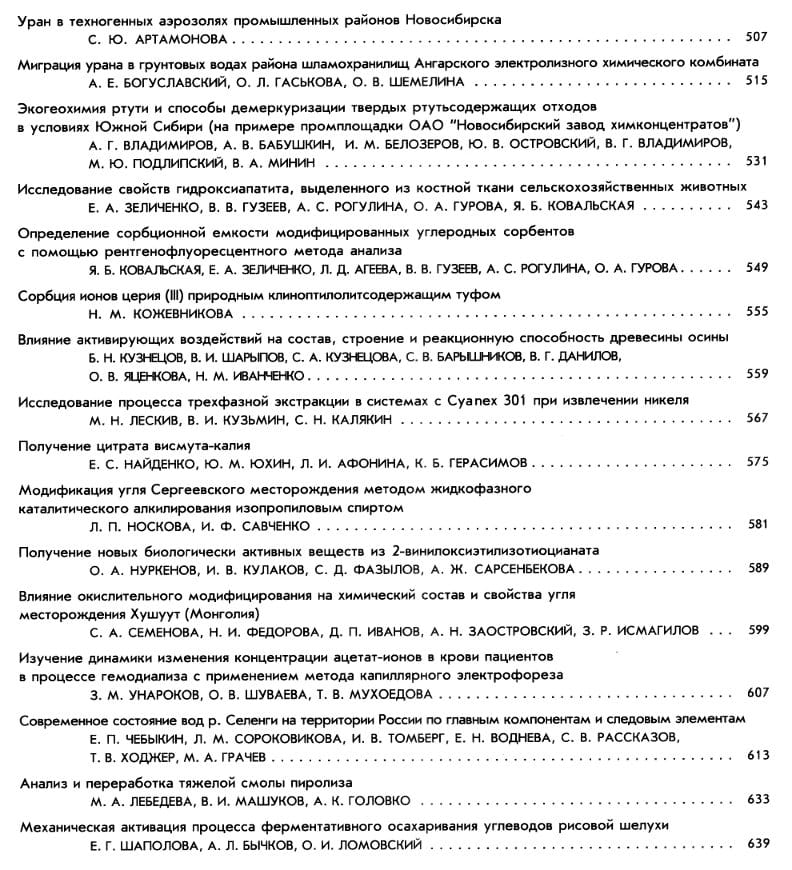 Уран в техногенных аэрозолях промышленных районов Новосибирска
С. Ю. АРТАМОНОВА . . . . . . . . . . . . . . . . . . . . . . . . . . . . . . . . . . . . . . . . 507
Миграция урана в грунтовых водах района шламохранилищ Ангарского электролизного химического комбината
А. Е. БОГУСЛАВСКИЙ, О. Л. ГАСЬКОВА, О. В. ШЕМЕЛИНА . . . . . . . . . . . . . . . . . . . . 515
Экогеохимия ртути и способы демеркуризации твердых ртутьсодержащих отходов
в условиях Южной Сибири (на примере промплощадки ОАО "Новосибирский завод химконцентратов")
А. Г. ВЛАДИМИРОВ, А. В. БАБУШКИН, И. М. БЕЛОЗЕРОВ, Ю. В. ОСТРОВСКИЙ, В. Г. ВЛАДИМИРОВ,
М. Ю. ПОДЛИПСКИЙ, В. А. МИНИН . . . . . . . . . . . . . . . . . . . . . . . . . . . . . . . . 531
Исследование свойств гидроксиапатита, выделенного из костной ткани сельскохозяйственных животных
Е. А. ЗЕЛИЧЕНКО, В. В. ГУЗЕЕВ, А. С. РОГУЛИНА, О. А. ГУРОВА, Я. Б. КОВАЛЬСКАЯ . . . . . . . . 543
Определение сорбционной емкости модифицированных углеродных сорбентов
с помощью рентгенофлуоресцентного метода анализа
Я. Б. КОВАЛЬСКАЯ, Е. А. ЗЕЛИЧЕНКО, Л. Д. АГЕЕВА, В. В. ГУЗЕЕВ, А. С. РОГУЛИНА, О. А. ГУРОВА . . . . . 549
Сорбция ионов церия (III) природным клиноптилолитсодержащим туфом
Н. М. КОЖЕВНИКОВА . . . . . . . . . . . . . . . . . . . . . . . . . . . . . . . . . . . . . . . 555
Влияние активирующих воздействий на состав, строение и реакционную способность древесины осины
Б. Н. КУЗНЕЦОВ, В. И. ШАРЫПОВ, С. А. КУЗНЕЦОВА, С. В. БАРЫШНИКОВ, В. Г. ДАНИЛОВ,
О. В. ЯЦЕНКОВА, Н. М. ИВАНЧЕНКО . . . . . . . . . . . . . . . . . . . . . . . . . . . . . . . . 559
Исследование процесса трехфазной экстракции в системах с Cyanex 301 при извлечении никеля
М. Н. ЛЕСКИВ, В. И. КУЗЬМИН, С. Н. КАЛЯКИН . . . . . . . . . . . . . . . . . . . . . . . . . . 567
Получение цитрата висмута-калия
Е. С. НАЙДЕНКО, Ю. М. ЮХИН, Л. И. АФОНИНА, К. Б. ГЕРАСИМОВ . . . . . . . . . . . . . . . . 575
Модификация угля Сергеевского месторождения методом жидкофазного
каталитического алкилирования изопропиловым спиртом
Л. П. НОСКОВА, И. Ф. САВЧЕНКО . . . . . . . . . . . . . . . . . . . . . . . . . . . . . . . . 581
Получение новых биологически активных веществ из 2-винилоксиэтилизотиоцианата
О. А. НУРКЕНОВ, И. В. КУЛАКОВ, С. Д. ФАЗЫЛОВ, А. Ж. САРСЕНБЕКОВА . . . . . . . . . . . . . 589
Влияние окислительного модифицирования на химический состав и свойства угля
месторождения Хушуут (Монголия)
С. А. СЕМЕНОВА, Н. И. ФЕДОРОВА, Д. П. ИВАНОВ, А. Н. ЗАОСТРОВСКИЙ, З. Р. ИСМАГИЛОВ . . . 599
Изучение динамики изменения концентрации ацетат-ионов в крови пациентов
в процессе гемодиализа с применением метода капиллярного электрофореза
З. М. УНАРОКОВ, О. В. ШУВАЕВА, Т. В. МУХОЕДОВА . . . . . . . . . . . . . . . . . . . . . . . 607
Современное состояние вод р. Селенги на территории России по главным компонентам и следовым элементам
Е. П. ЧЕБЫКИН, Л. М. СОРОКОВИКОВА, И. В. ТОМБЕРГ, Е. Н. ВОДНЕВА, С. В. РАССКАЗОВ,
Т. В. ХОДЖЕР, М. А. ГРАЧЕВ . . . . . . . . . . . . . . . . . . . . . . . . . . . . . . . . . . . 613
Анализ и переработка тяжелой смолы пиролиза
М. А. ЛЕБЕДЕВА, В. И. МАШУКОВ, А. К. ГОЛОВКО . . . . . . . . . . . . . . . . . . . . . . . . 633
Механическая активация процесса ферментативного осахаривания углеводов рисовой шелухи
Е. Г. ШАПОЛОВА, А. Л. БЫЧКОВ, О. И. ЛОМОВСКИЙ . . . . . . . . . . . . . . . . . . . . . . . 639